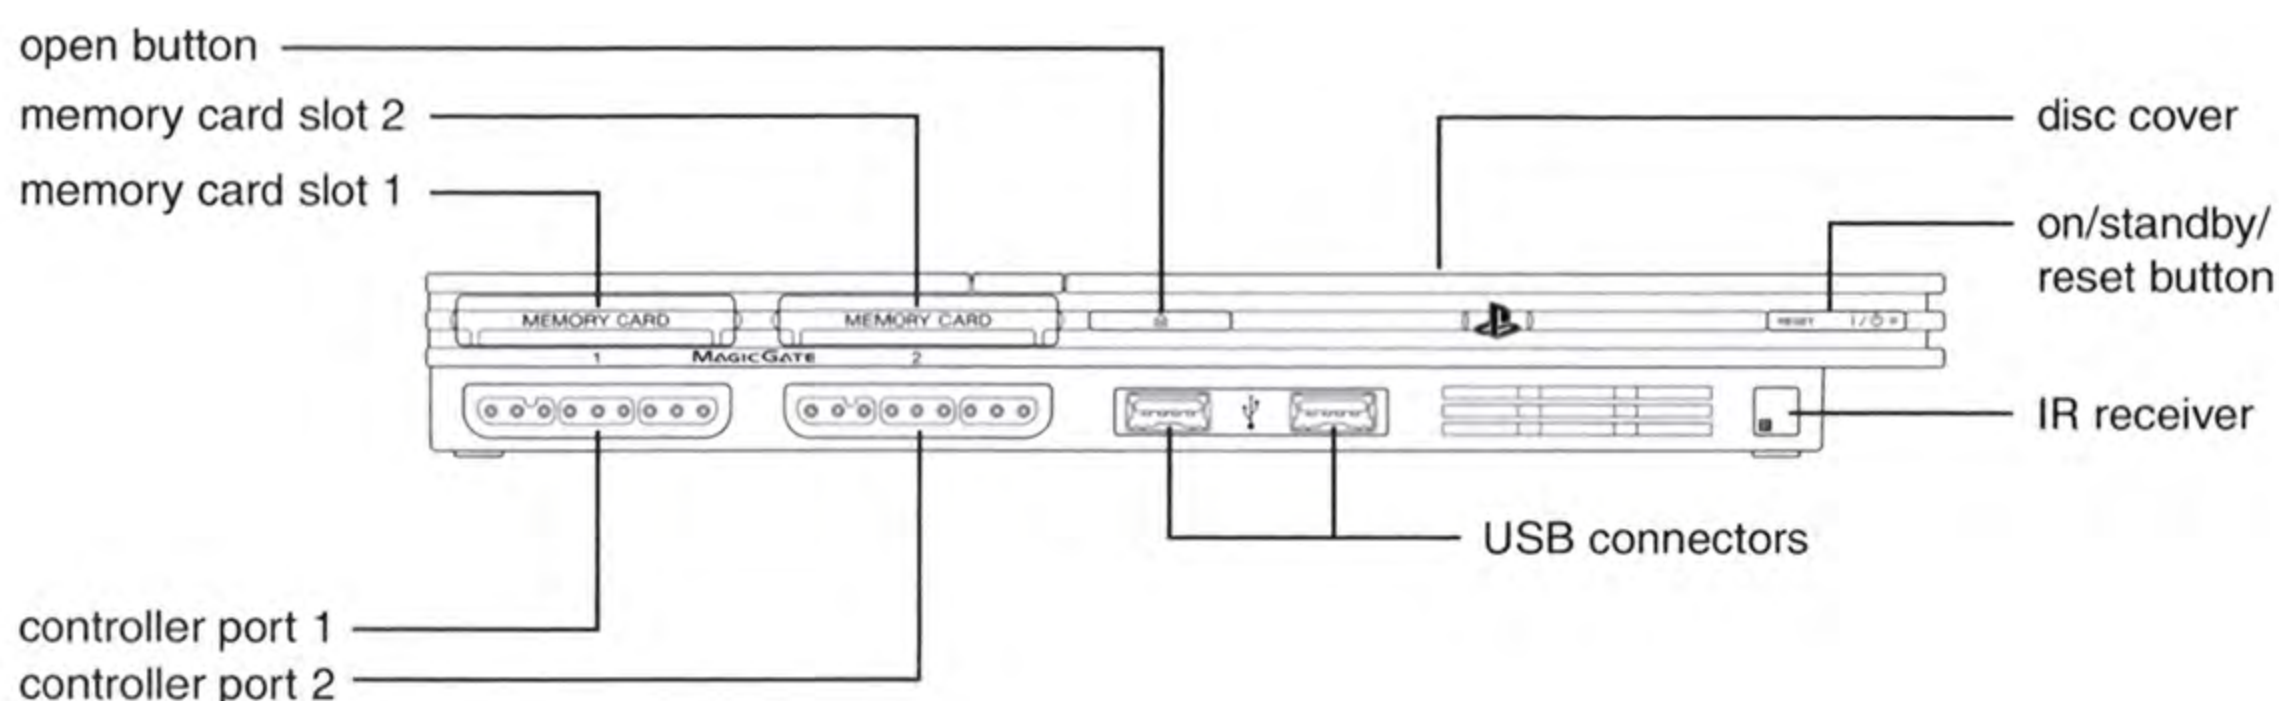 open button
memory card slot 2
memory card slot 1
disc cover
on/standby/
reset button
MEMORY CARD
MEMORY CARD
RESET
1
MAGICGATE
2
IR receiver
USB connectors
controller port 1
controller port 2